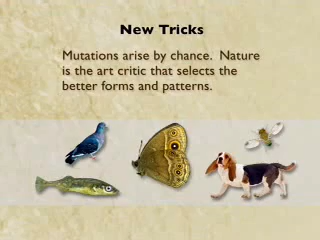 New Tricks
Mutations arise by chance.  Nature
is the art critic that selects the
better forms and patterns.